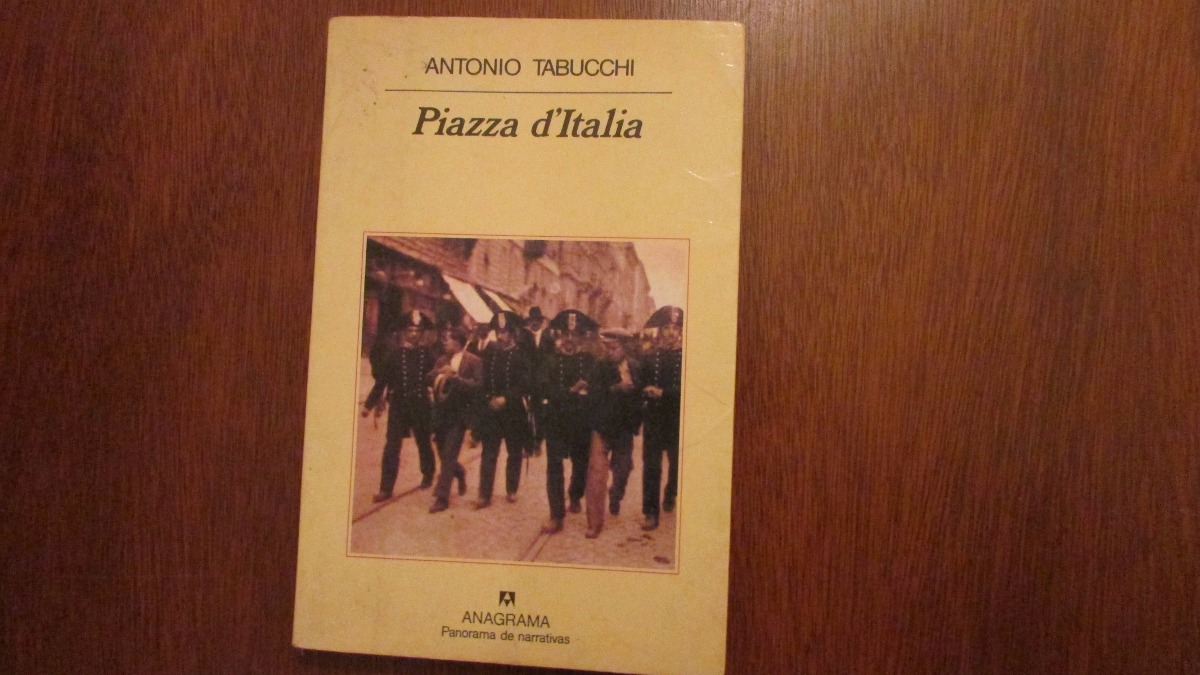 ANTONIO TABUCCHI
Piazza d'Italia
ANAGRAMA
Panorama de narrativas